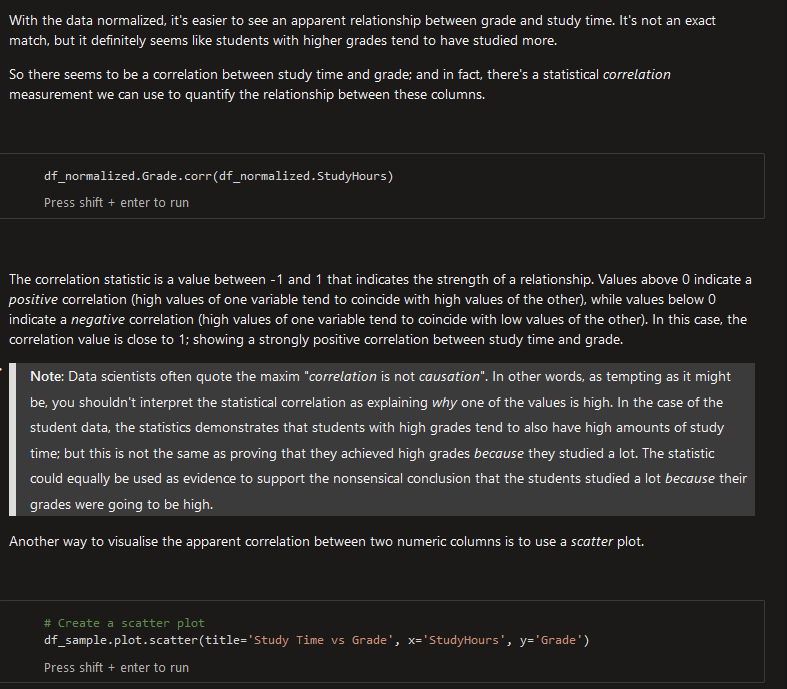 With the data normalized, it's easier to see an apparent relationship between grade and study time. It's not an exact
match, but it definitely seems like students with higher grades tend to have studied more.
So there seems to be a correlation between study time and grade; and in fact, there's a statistical correlation
measurement we can use to quantify the relationship between these columns.
df_normalized.Grade.corr(df_normalized.StudyHours)
Press shift + enter to run
The correlation statistic is a value between -1 and 1 that indicates the strength of a relationship. Values above 0 indicate a
positive correlation (high values of one variable tend to coincide with high values of the other), while values below 0
indicate a negative correlation (high values of one variable tend to coincide with low values of the other). In this case, the
correlation value is close to 1; showing a strongly positive correlation between study time and grade.
Note: Data scientists often quote the maxim "correlation is not causation". In other words, as tempting as it might
be, you shouldn't interpret the statistical correlation as explaining why one of the values is high. In the case of the
student data, the statistics demonstrates that students with high grades tend to also have high amounts of study
time; but this is not the same as proving that they achieved high grades because they studied a lot. The statistic
could equally be used as evidence to support the nonsensical conclusion that the students studied a lot because their
grades were going to be high.
Another way to visualise the apparent correlation between two numeric columns is to use a scatter plot.
# Create a scatter plot
df_sample.plot.scatter(title='Study Time vs Grade', x='StudyHours', y='Grade')
Press shift + enter to run